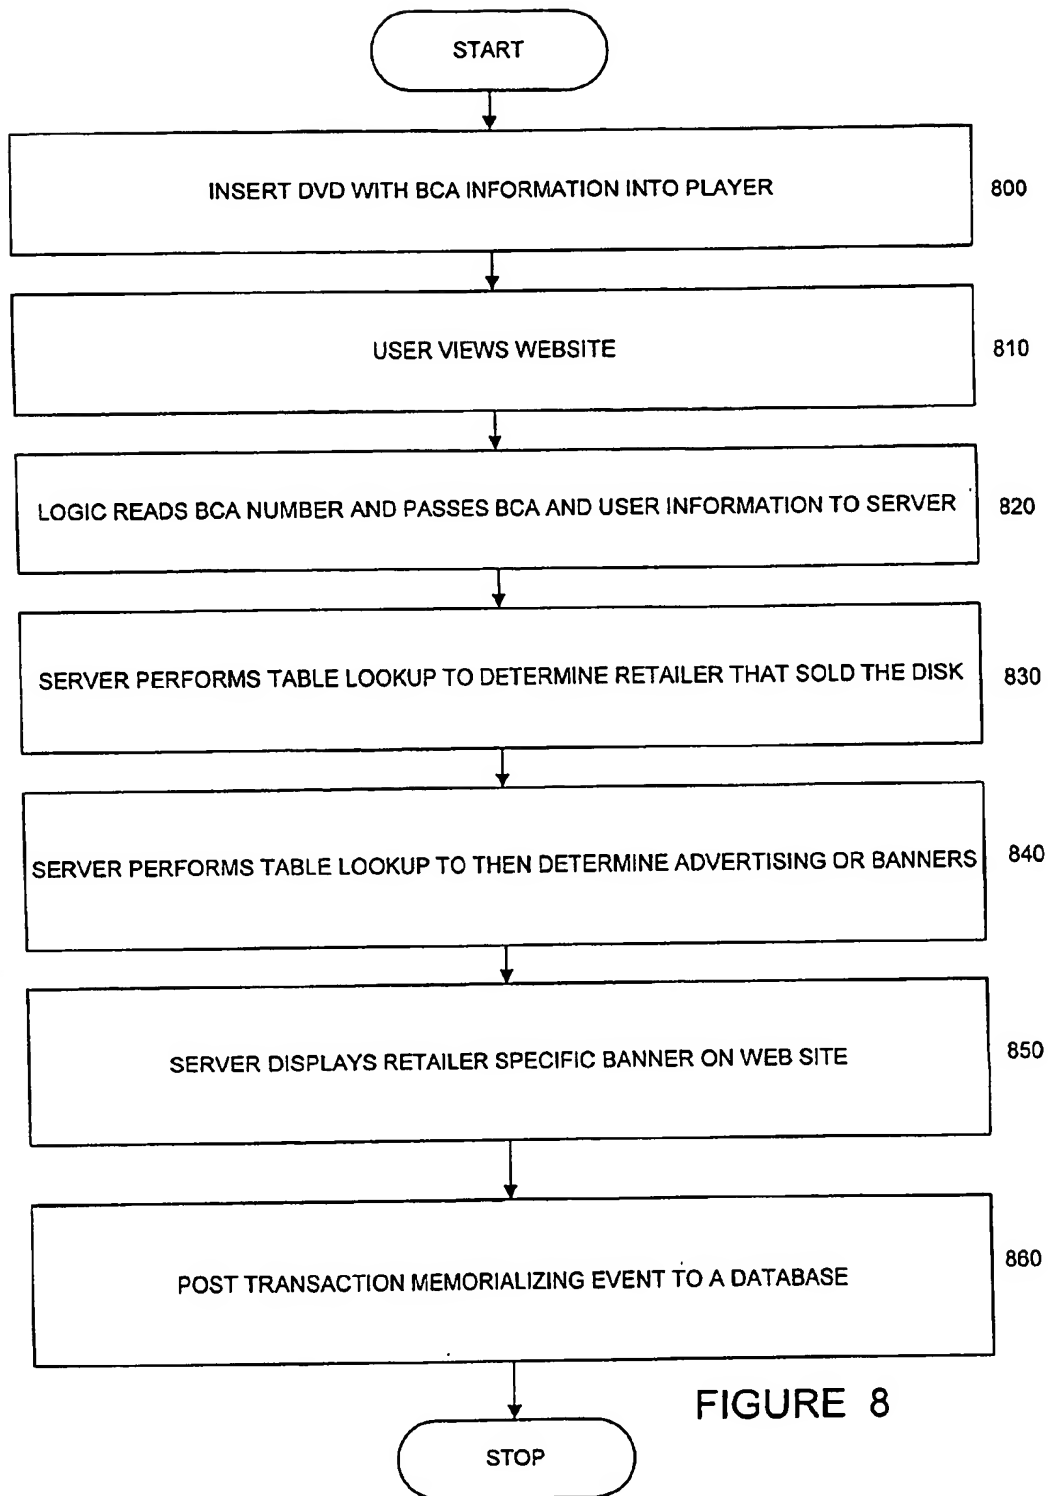 START
INSERT DVD WITH BCA INFORMATION INTO PLAYER
800
USER VIEWS WEBSITE
810
LOGIC READS BCA NUMBER AND PASSES BCA AND USER INFORMATION TO SERVER
820
SERVER PERFORMS TABLE LOOKUP TO DETERMINE RETAILER THAT SOLD THE DISK
830
SERVER PERFORMS TABLE LOOKUP TO THEN DETERMINE ADVERTISING OR BANNERS
840
SERVER DISPLAYS RETAILER SPECIFIC BANNER ON WEB SITE
850
POST TRANSACTION MEMORIALIZING EVENT TO A DATABASE
860
FIGURE 8
STOP